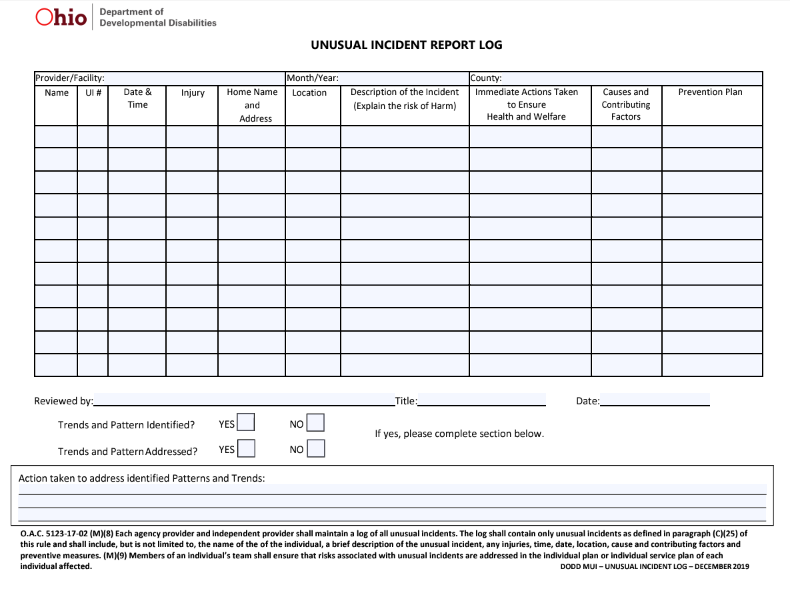 Ohio
Department of
Developmental Disabilities
UNUSUAL INCIDENT REPORT LOG
Provider/Facility: Month/Year: County:
Name UI # Date & Time Injury Home Name and Address Location Description of the Incident (Explain the risk of Harm) Immediate Actions Taken to Ensure Health and Welfare Causes and Contributing Factors Prevention Plan
Reviewed by: Title: Date:
Trends and Pattern Identified? YES NO
If yes, please complete section below.
Trends and Pattern Addressed? YES NO
Action taken to address identified Patterns and Trends:
O.A.C. 5123-17-02 (M)(8) Each agency provider and independent provider shall maintain a log of all unusual incidents. The log shall contain only unusual incidents as defined in paragraph (C)(25) of
this rule and shall include, but is not limited to, the name of the of the individual, a brief description of the unusual incident, any injuries, time, date, location, cause and contributing factors and
preventive measures. (M)(9) Members of an individual's team shall ensure that risks associated with unusual incidents are addressed in the individual plan or individual service plan of each
individual affected. DODD MUI – UNUSUAL INCIDENT LOG – DECEMBER 2019